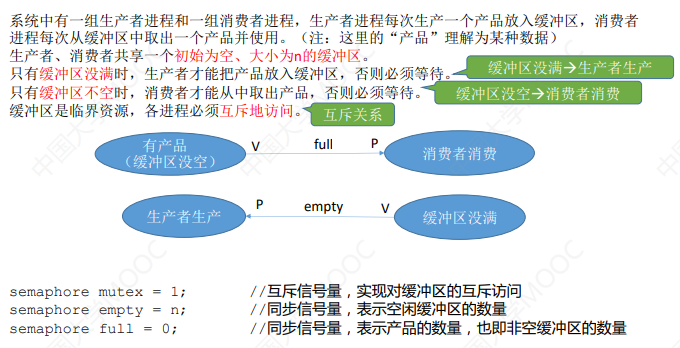 系统中有一组生产者进程和一组消费者进程，生产者进程每次生产一个产品放入缓冲区，消费者
进程每次从缓冲区中取出一个产品并使用。（注：这里的“产品”理解为某种数据）
生产者、消费者共享一个初始为空、大小为n的缓冲区。
只有缓冲区没满时，生产者才能把产品放入缓冲区，否则必须等待。
缓冲区没满→生产者生产
只有缓冲区不空时，消费者才能从中取出产品，否则必须等待。
缓冲区没空→消费者消费
缓冲区是临界资源，各进程必须互斥地访问。
互斥关系
有产品
（缓冲区没空）
V
full
P
消费者消费
生产者生产
P
empty
V
缓冲区没满
semaphore mutex = 1; //互斥信号量，实现对缓冲区的互斥访问
semaphore empty = n; //同步信号量，表示空闲缓冲区的数量
semaphore full = 0; //同步信号量，表示产品的数量，也即非空缓冲区的数量
中国大学MOOC